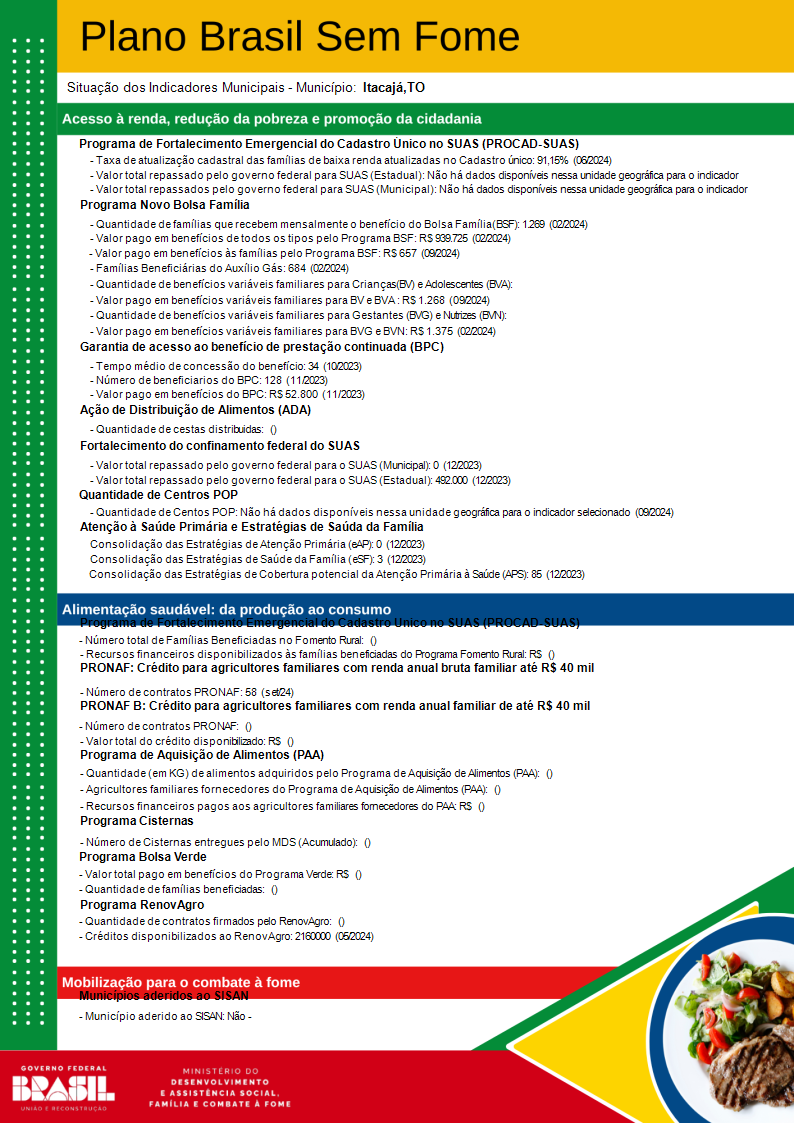 Plano Brasil Sem Fome
Situação dos Indicadores Municipais - Município: Itacajá,TO
Acesso à renda, redução da pobreza e promoção da cidadania
Programa de Fortalecimento Emergencial do Cadastro Único no SUAS (PROCAD-SUAS)
- Taxa de atualização cadastral das famílias de baixa renda atualizadas no Cadastro único: 91,15% (06/2024)
- Valor total repassado pelo governo federal para SUAS (Estadual): Não há dados disponíveis nessa unidade geográfica para o indicador
- Valor total repassados pelo governo federal para SUAS (Municipal): Não há dados disponíveis nessa unidade geográfica para o indicador
Programa Novo Bolsa Família
- Quantidade de famílias que recebem mensalmente o benefício do Bolsa Família(BSF): 1.269 (02/2024)
- Valor pago em benefícios de todos os tipos pelo Programa BSF: R$ 939.725 (02/2024)
- Valor pago em benefícios às famílias pelo Programa BSF: R$ 657 (09/2024)
- Famílias Beneficiárias do Auxílio Gás: 684 (02/2024)
- Quantidade de benefícios variáveis familiares para Crianças(BV) e Adolescentes (BVA):
- Valor pago em benefícios variáveis familiares para BV e BVA : R$ 1.268 (09/2024)
- Quantidade de benefícios variáveis familiares para Gestantes (BVG) e Nutrizes (BVN):
- Valor pago em benefícios variáveis familiares para BVG e BVN: R$ 1.375 (02/2024)
Garantia de acesso ao benefício de prestação continuada (BPC)
- Tempo médio de concessão do benefício: 34 (10/2023)
- Número de beneficiarios do BPC: 128 (11/2023)
- Valor pago em benefícios do BPC: R$ 52.800 (11/2023)
Ação de Distribuição de Alimentos (ADA)
- Quantidade de cestas distribuidas: ()
Fortalecimento do confinamento federal do SUAS
- Valor total repassado pelo governo federal para o SUAS (Municipal): 0 (12/2023)
- Valor total repassado pelo governo federal para o SUAS (Estadual): 492.000 (12/2023)
Quantidade de Centros POP
- Quantidade de Centos POP: Não há dados disponíveis nessa unidade geográfica para o indicador selecionado (09/2024)
Atenção à Saúde Primária e Estratégias de Saúda da Família
Consolidação das Estratégias de Atenção Primária (eAP): 0 (12/2023)
Consolidação das Estratégias de Saúde da Família (eSF): 3 (12/2023)
Consolidação das Estratégias de Cobertura potencial da Atenção Primária à Saúde (APS): 85 (12/2023)
Alimentação saudável: da produção ao consumo
Programa de Fortalecimento Emergencial do Cadastro Único no SUAS (PROCAD-SUAS)
- Número total de Famílias Beneficiadas no Fomento Rural: ()
- Recursos financeiros disponibilizados às famílias beneficiadas do Programa Fomento Rural: R$ ()
PRONAF: Crédito para agricultores familiares com renda anual bruta familiar até R$ 40 mil
- Número de contratos PRONAF: 58 (set/24)
PRONAF B: Crédito para agricultores familiares com renda anual familiar de até R$ 40 mil
- Número de contratos PRONAF: ()
- Valor total do crédito disponibilizado: R$ ()
Programa de Aquisição de Alimentos (PAA)
- Quantidade (em KG) de alimentos adquiridos pelo Programa de Aquisição de Alimentos (PAA): ()
- Agricultores familiares fornecedores do Programa de Aquisição de Alimentos (PAA): ()
- Recursos financeiros pagos aos agricultores familiares fornecedores do PAA: R$ ()
Programa Cisternas
- Número de Cisternas entregues pelo MDS (Acumulado): ()
Programa Bolsa Verde
- Valor total pago em benefícios do Programa Verde: R$ ()
- Quantidade de famílias beneficiadas: ()
Programa RenovAgro
- Quantidade de contratos firmados pelo RenovAgro: ()
- Créditos disponibilizados ao RenovAgro: 2160000 (05/2024)
Mobilização para o combate à fome
Municípios aderidos ao SISAN
- Município aderido ao SISAN: Não -
GOVERNO FEDERAL
BRASIL
UNIÃO E RECONSTRUÇÃO
MINISTÉRIO DO
DESENVOLVIMENTO
E ASSISTÊNCIA SOCIAL,
FAMÍLIA E COMBATE À FOME